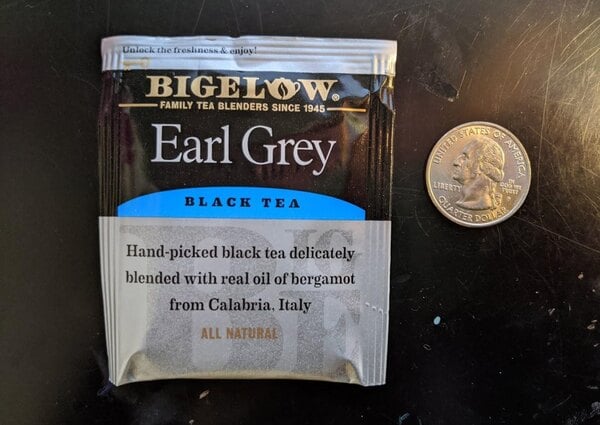 Unlock the freshness & enjoy!
BIGELOW®
FAMILY TEA BLENDERS SINCE 1945
Earl Grey
BLACK TEA
Hand-picked black tea delicately
blended with real oil of bergamot
from Calabria, Italy
ALL NATURAL
UNITED STATES OF AMERICA
LIBERTY
IN
GOD WE
TRUST
QUARTER DOLLAR